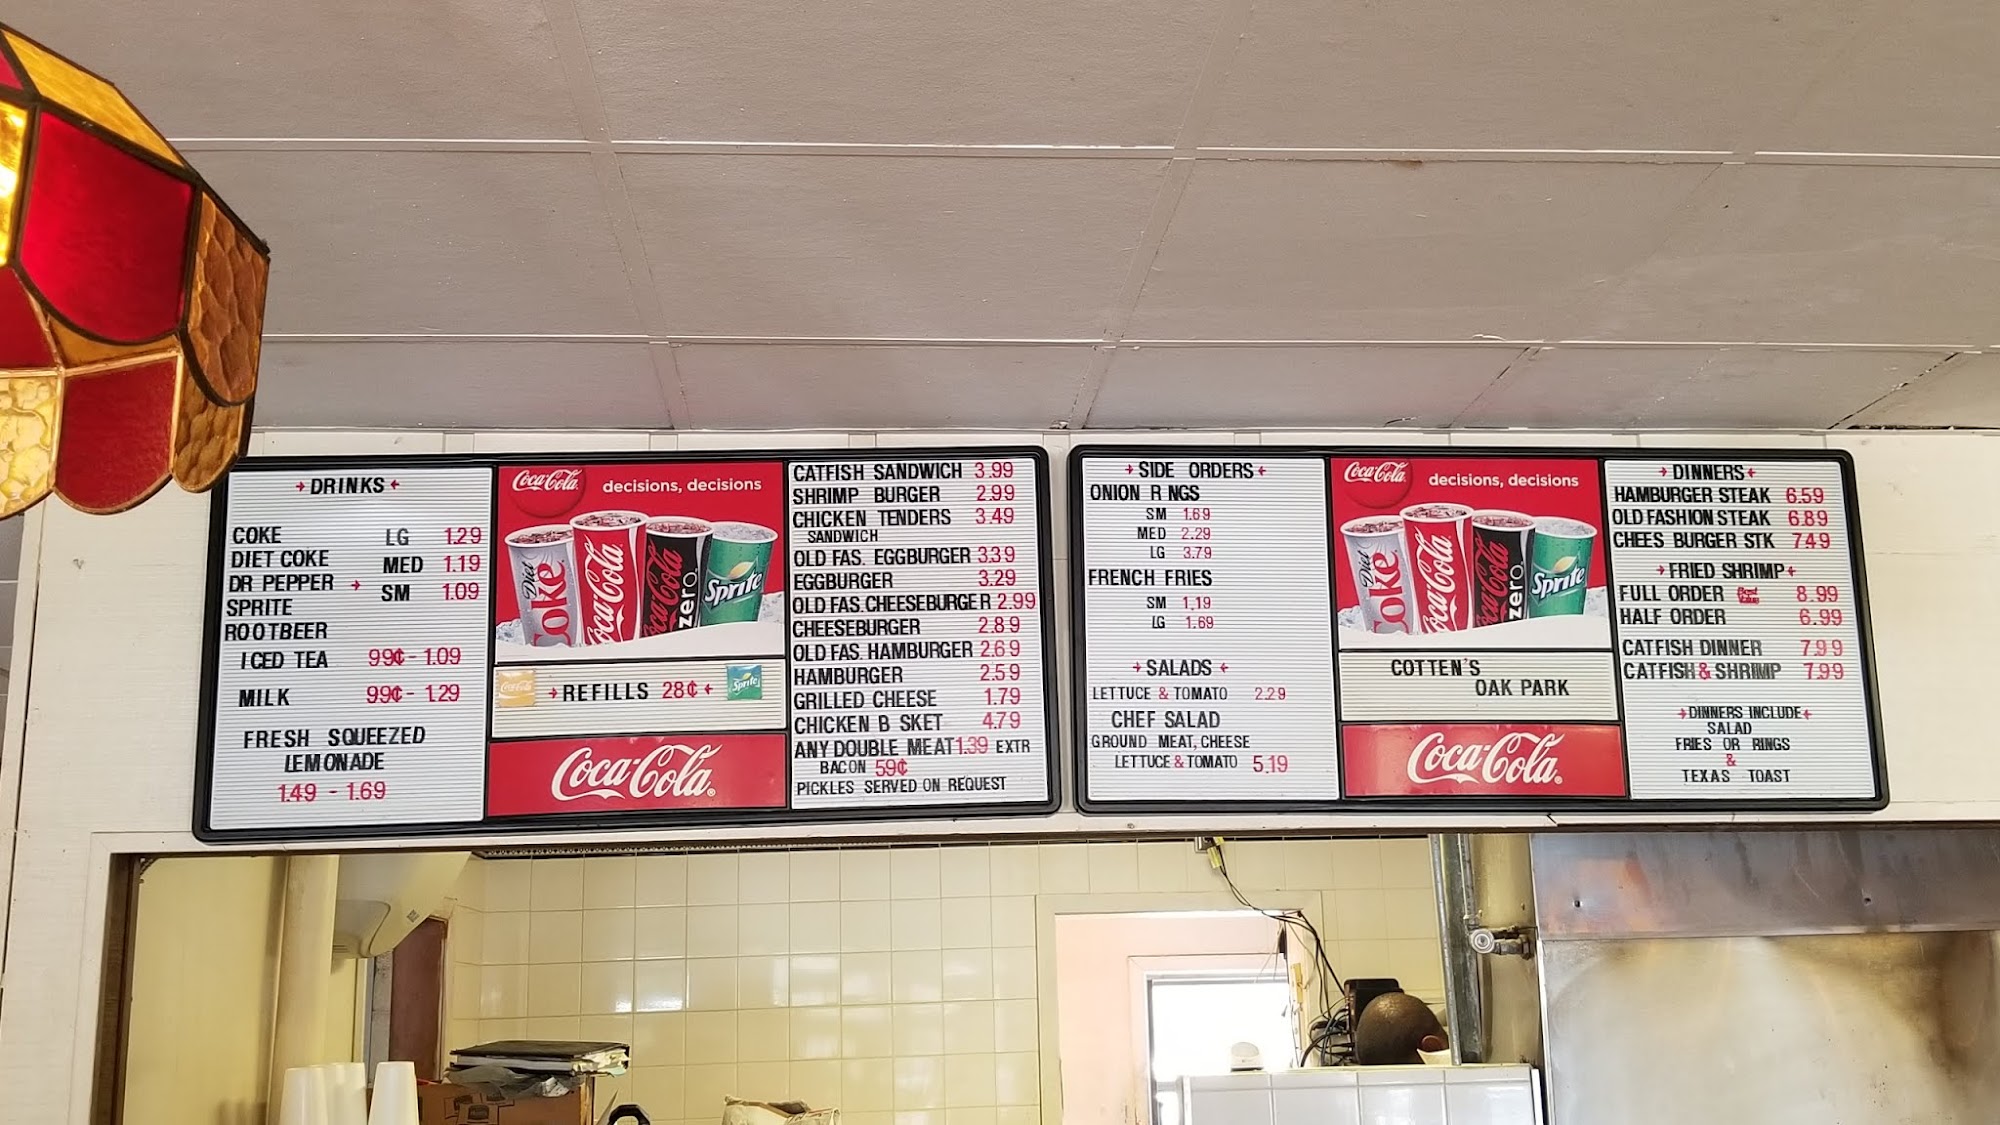 →DRINKS←
COKE LG 1.29
DIET COKE MED 1.19
DR PEPPER → SM 1.09
SPRITE
ROOTBEER
ICED TEA 99¢ - 1.09
MILK 99¢ - 1.29
FRESH SQUEEZED
LEMONADE
1.49 - 1.69
Coca-Cola decisions, decisions
Diet Coke Coca-Cola Coca-Cola zero Sprite
Coca-Cola →REFILLS 28¢← Sprite
Coca-Cola
CATFISH SANDWICH 3.99
SHRIMP BURGER 2.99
CHICKEN TENDERS 3.49
SANDWICH
OLD FAS. EGGBURGER 3.39
EGGBURGER 3.29
OLD FAS.CHEESEBURGER 2.99
CHEESEBURGER 2.89
OLD FAS. HAMBURGER 2.69
HAMBURGER 2.59
GRILLED CHEESE 1.79
CHICKEN B SKET 4.79
ANY DOUBLE MEAT 1.39 EXTR
BACON 59¢
PICKLES SERVED ON REQUEST
→SIDE ORDERS←
ONION R NGS
SM 1.69
MED 2.29
LG 3.79
FRENCH FRIES
SM 1.19
LG 1.69
→SALADS←
LETTUCE & TOMATO 2.29
CHEF SALAD
GROUND MEAT, CHEESE
LETTUCE & TOMATO 5.19
Coca-Cola decisions, decisions
Diet Coke Coca-Cola Coca-Cola zero Sprite
COTTEN'S
OAK PARK
Coca-Cola
→DINNERS←
HAMBURGER STEAK 6.59
OLD FASHION STEAK 6.89
CHEES BURGER STK 7.49
→FRIED SHRIMP←
FULL ORDER 8.99
HALF ORDER 6.99
CATFISH DINNER 7.99
CATFISH & SHRIMP 7.99
→DINNERS INCLUDE←
SALAD
FRIES OR RINGS
&
TEXAS TOAST